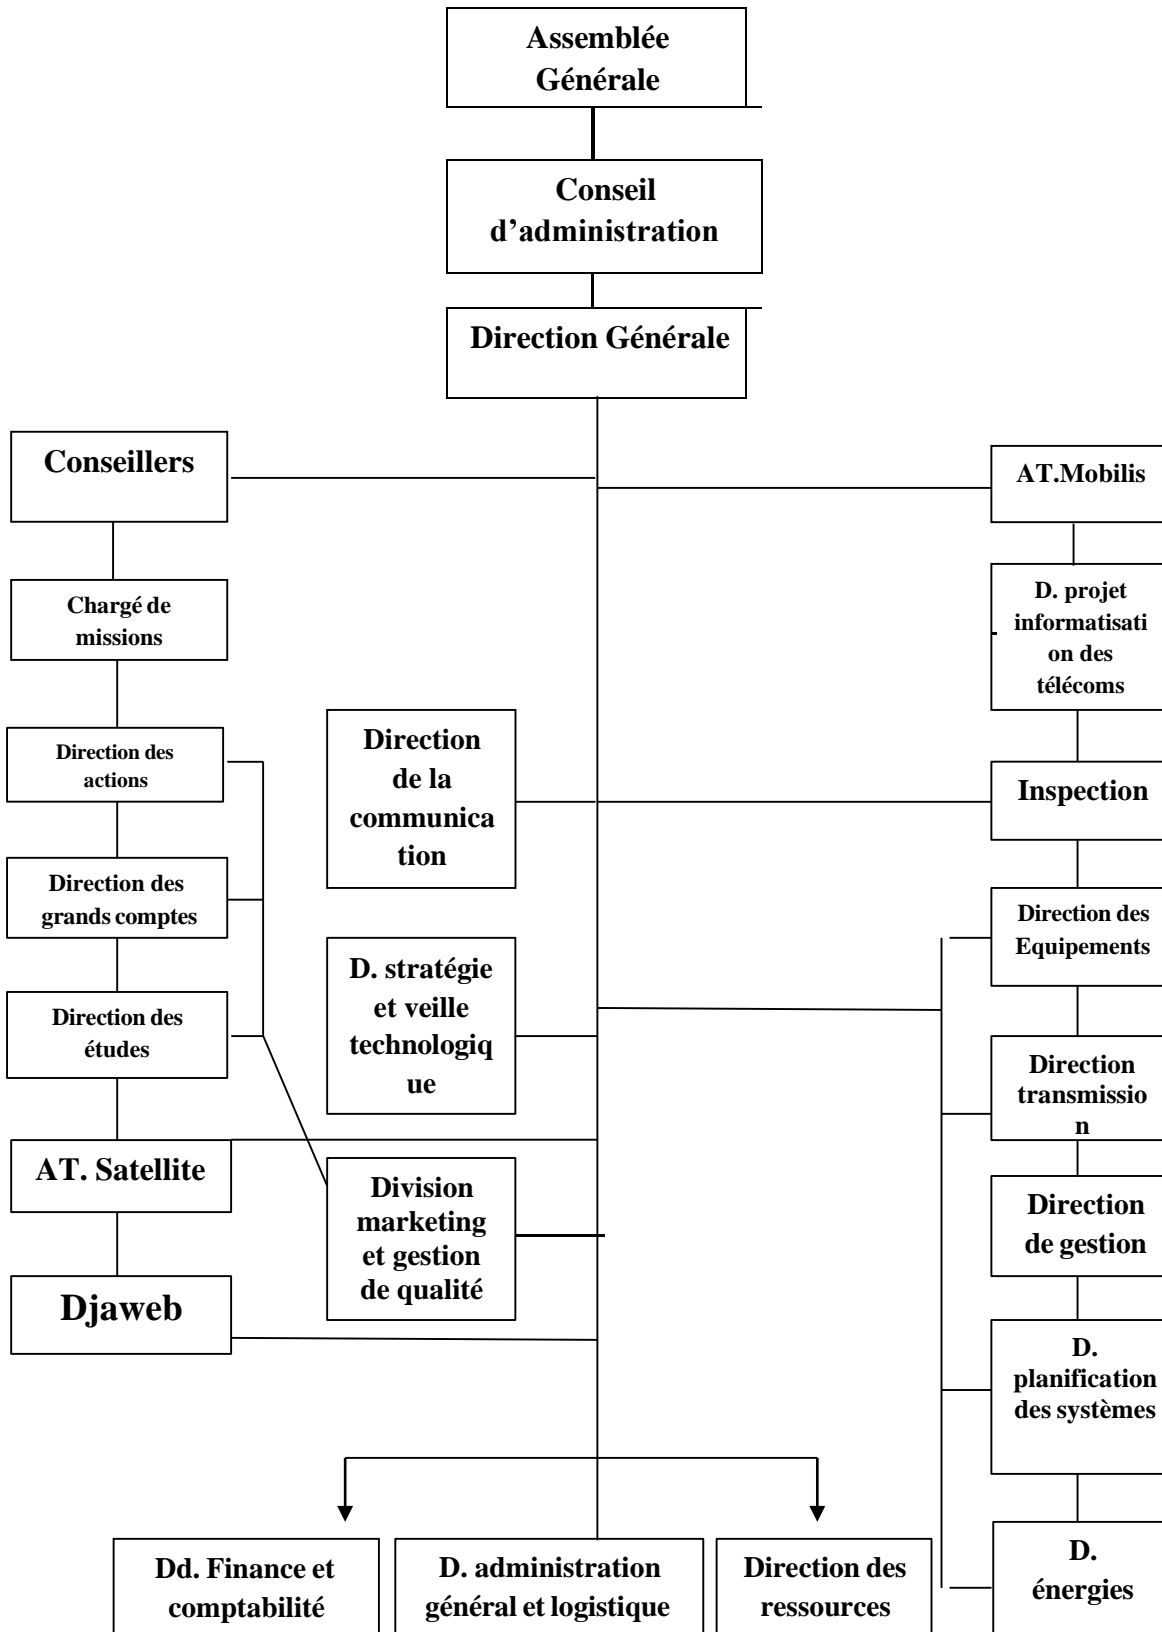 Assemblée
Générale
Conseil
d’administration
Direction Générale
Conseillers
AT.Mobilis
Chargé de
missions
D. projet
informatisati
on des
télécoms
Direction des
actions
Direction
de la
communica
tion
Inspection
Direction des
grands comptes
Direction des
Equipements
D. stratégie
et veille
technologiq
ue
Direction des
études
Direction
transmissio
n
AT. Satellite
Division
marketing
et gestion
de qualité
Direction
de gestion
Djaweb
D.
planification
des systèmes
Dd. Finance et
comptabilité
D. administration
général et logistique
Direction des
ressources
D.
énergies